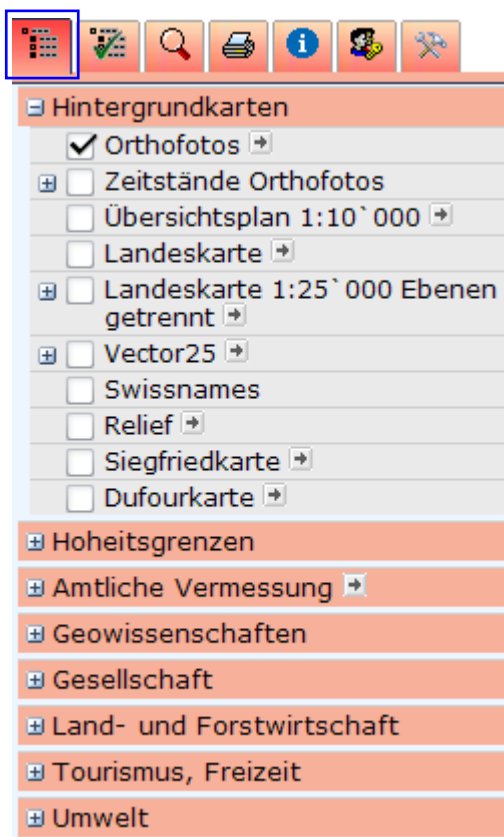 Hintergrundkarten
Orthofotos
Zeitstände Orthofotos
Übersichtsplan 1:10`000
Landeskarte
Landeskarte 1:25`000 Ebenen
getrennt
Vector25
Swissnames
Relief
Siegfriedkarte
Dufourkarte
Hoheitsgrenzen
Amtliche Vermessung
Geowissenschaften
Gesellschaft
Land- und Forstwirtschaft
Tourismus, Freizeit
Umwelt